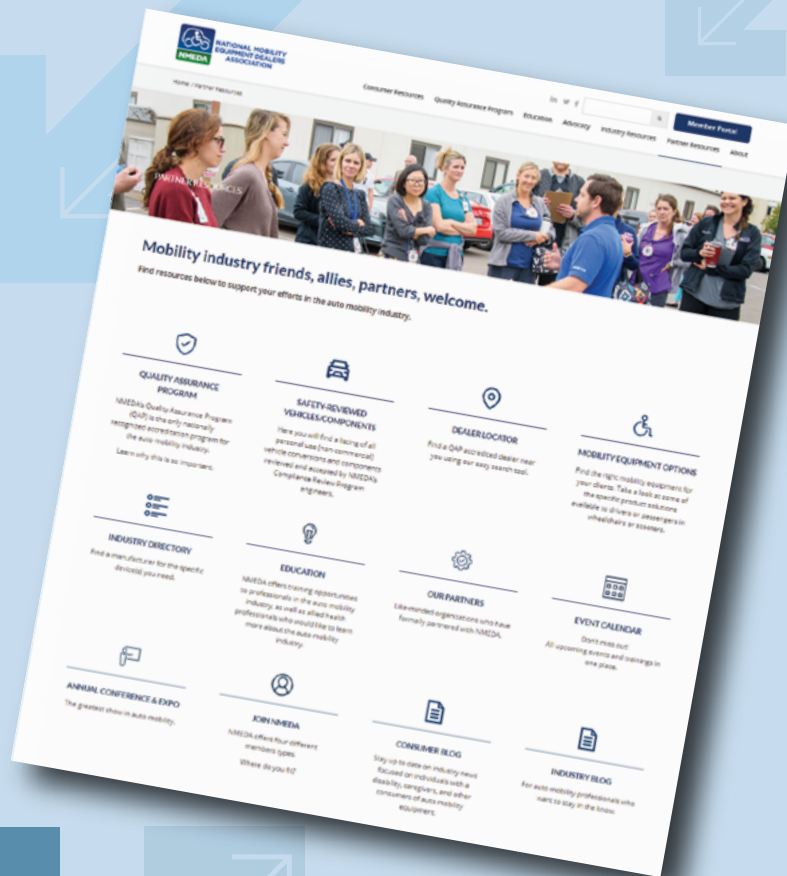 NMEDA
NATIONAL MOBILITY
EQUIPMENT DEALERS
ASSOCIATION
in f
Member Portal
Consumer Resources Quality Assurance Program Education Advocacy Industry Resources Partner Resources About
Home / Partner Resources
PARTNER RESOURCES
Mobility industry friends, allies, partners, welcome.
Find resources below to support your efforts in the auto mobility industry.
QUALITY ASSURANCE
PROGRAM
NMEDA's Quality Assurance Program
(QAP) is the only nationally
recognized accreditation program for
the auto mobility industry.
Learn why this is so important.
SAFETY-REVIEWED
VEHICLES/COMPONENTS
Here you will find a listing of all
personal use (non-commercial)
vehicle conversions and components
reviewed and accepted by NMEDA's
Compliance Review Program
engineers.
DEALER LOCATOR
Find a QAP accredited dealer near
you using our easy search tool.
MOBILITY EQUIPMENT OPTIONS
Find the right mobility equipment for
your clients. Take a look at some of
the specific product solutions
available to drivers or passengers in
wheelchairs or scooters.
INDUSTRY DIRECTORY
Find a manufacturer for the specific
device(s) you need.
EDUCATION
NMEDA offers training opportunities
to professionals in the auto mobility
industry, as well as allied health
professionals who would like to learn
more about the auto mobility
industry.
OUR PARTNERS
Like-minded organizations who have
formally partnered with NMEDA.
EVENT CALENDAR
Don't miss out!
All upcoming events and trainings in
one place.
ANNUAL CONFERENCE & EXPO
The greatest show in auto mobility.
JOIN NMEDA
NMEDA offers four different
members types.
Where do you fit?
CONSUMER BLOG
Stay up to date on industry news
focused on individuals with a
disability, caregivers, and other
consumers of auto mobility
equipment.
INDUSTRY BLOG
For auto mobility professionals who
want to stay in the know.